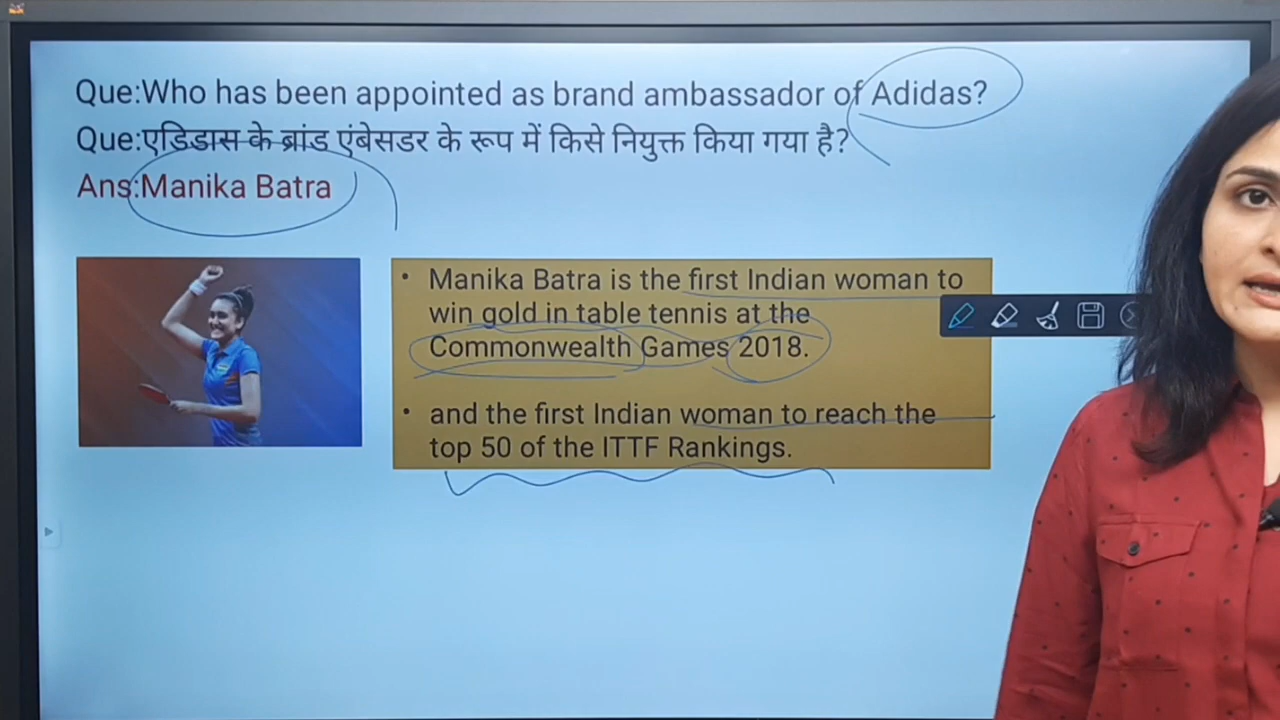 Que:Who has been appointed as brand ambassador of Adidas?
Que:एडिडास के ब्रांड एंबेसडर के रूप में किसे नियुक्त किया गया है?
Ans:Manika Batra
• Manika Batra is the first Indian woman to
win gold in table tennis at the
Commonwealth Games 2018.
• and the first Indian woman to reach the
top 50 of the ITTF Rankings.